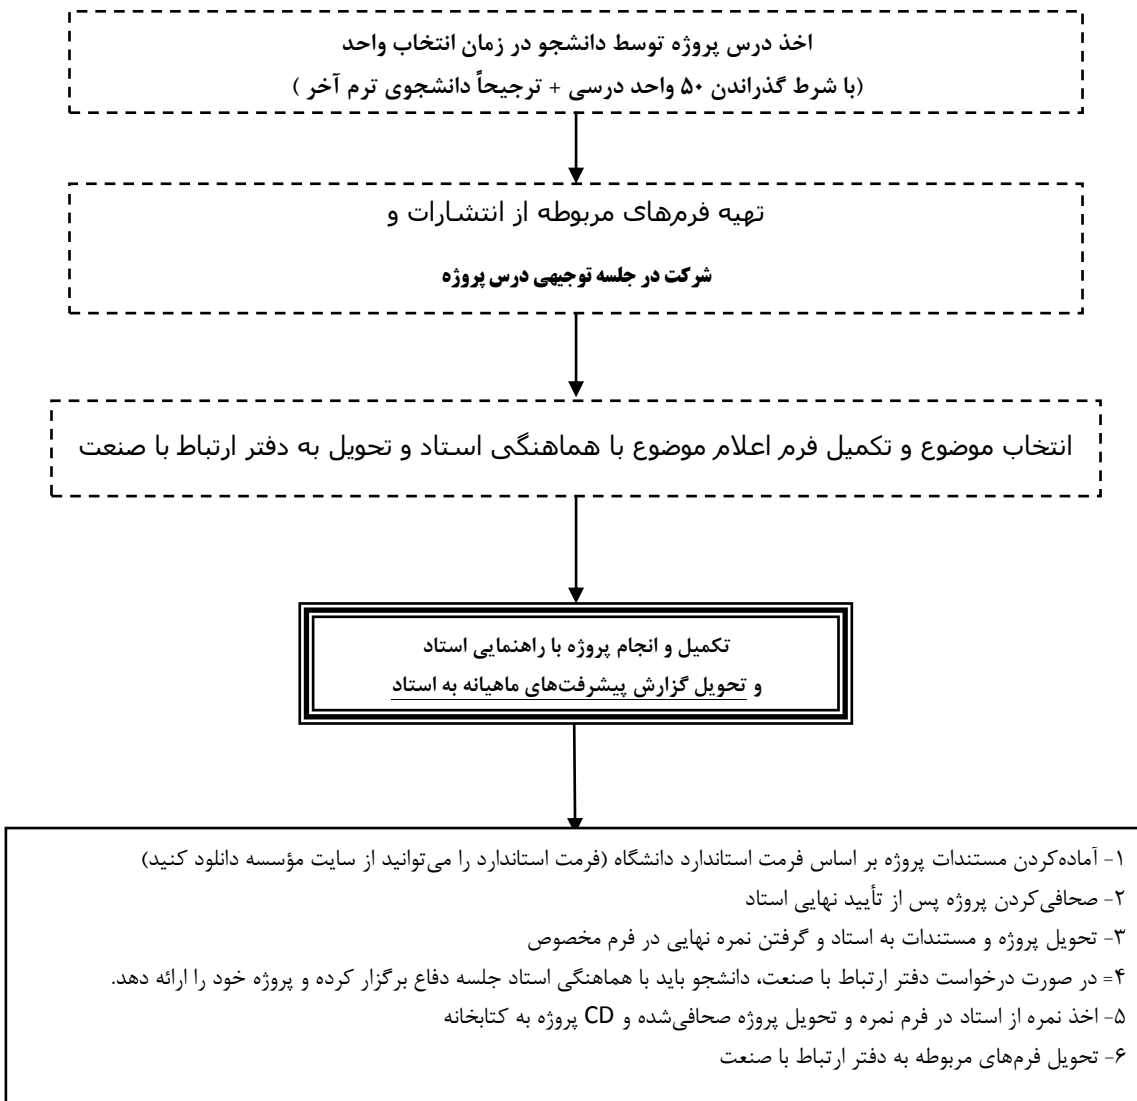 اخذ درس پروژه توسط دانشجو در زمان انتخاب واحد
(با شرط گذراندن ۵۰ واحد درسی + ترجیحاً دانشجوی ترم آخر )
تهیه فرم‌های مربوطه از انتشارات و
شرکت در جلسه توجیهی درس پروژه
انتخاب موضوع و تکمیل فرم اعلام موضوع با هماهنگی استاد و تحویل به دفتر ارتباط با صنعت
تکمیل و انجام پروژه با راهنمایی استاد
و تحویل گزارش پیشرفت‌های ماهیانه به استاد
۱- آماده‌کردن مستندات پروژه بر اساس فرمت استاندارد دانشگاه (فرمت استاندارد را می‌توانید از سایت مؤسسه دانلود کنید)
۲- صحافی‌کردن پروژه پس از تأیید نهایی استاد
۳- تحویل پروژه و مستندات به استاد و گرفتن نمره نهایی در فرم مخصوص
۴= در صورت درخواست دفتر ارتباط با صنعت، دانشجو باید با هماهنگی استاد جلسه دفاع برگزار کرده و پروژه خود را ارائه دهد.
۵- اخذ نمره از استاد در فرم نمره و تحویل پروژه صحافی‌شده و CD پروژه به کتابخانه
۶- تحویل فرم‌های مربوطه به دفتر ارتباط با صنعت